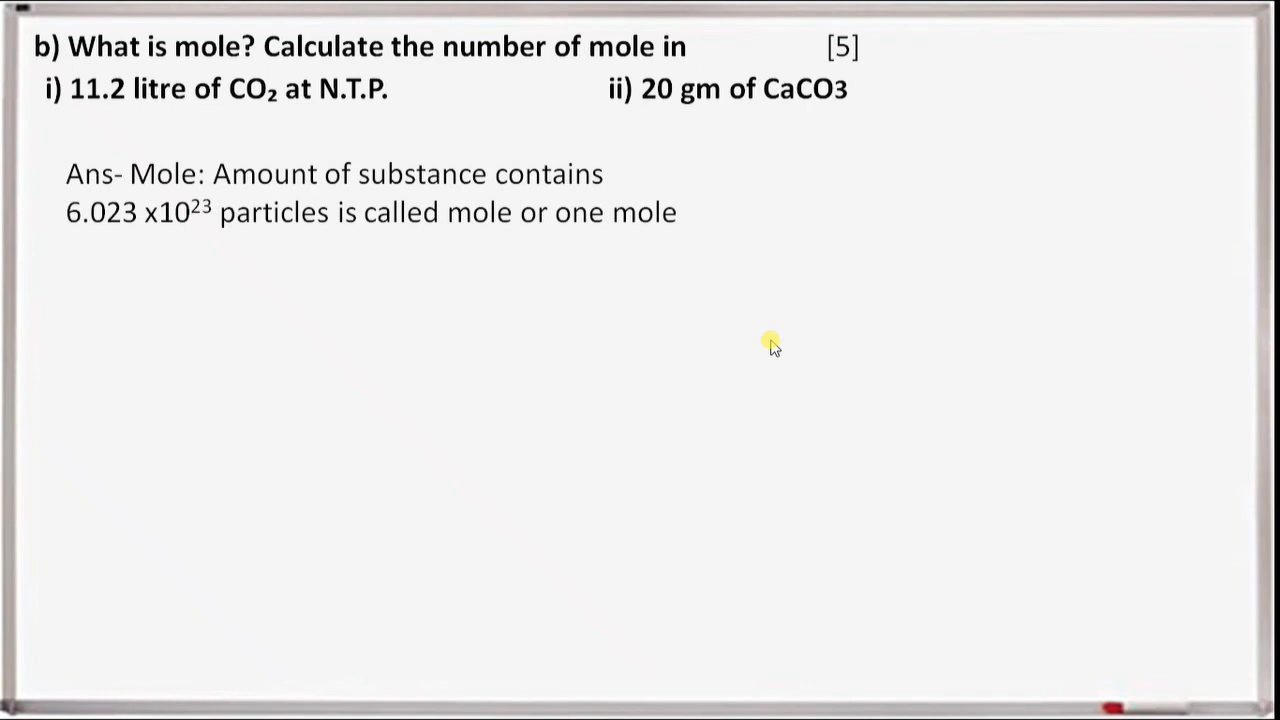 b) What is mole? Calculate the number of mole in [5]
i) 11.2 litre of CO₂ at N.T.P. ii) 20 gm of CaCO3
Ans- Mole: Amount of substance contains
6.023 x10²³ particles is called mole or one mole